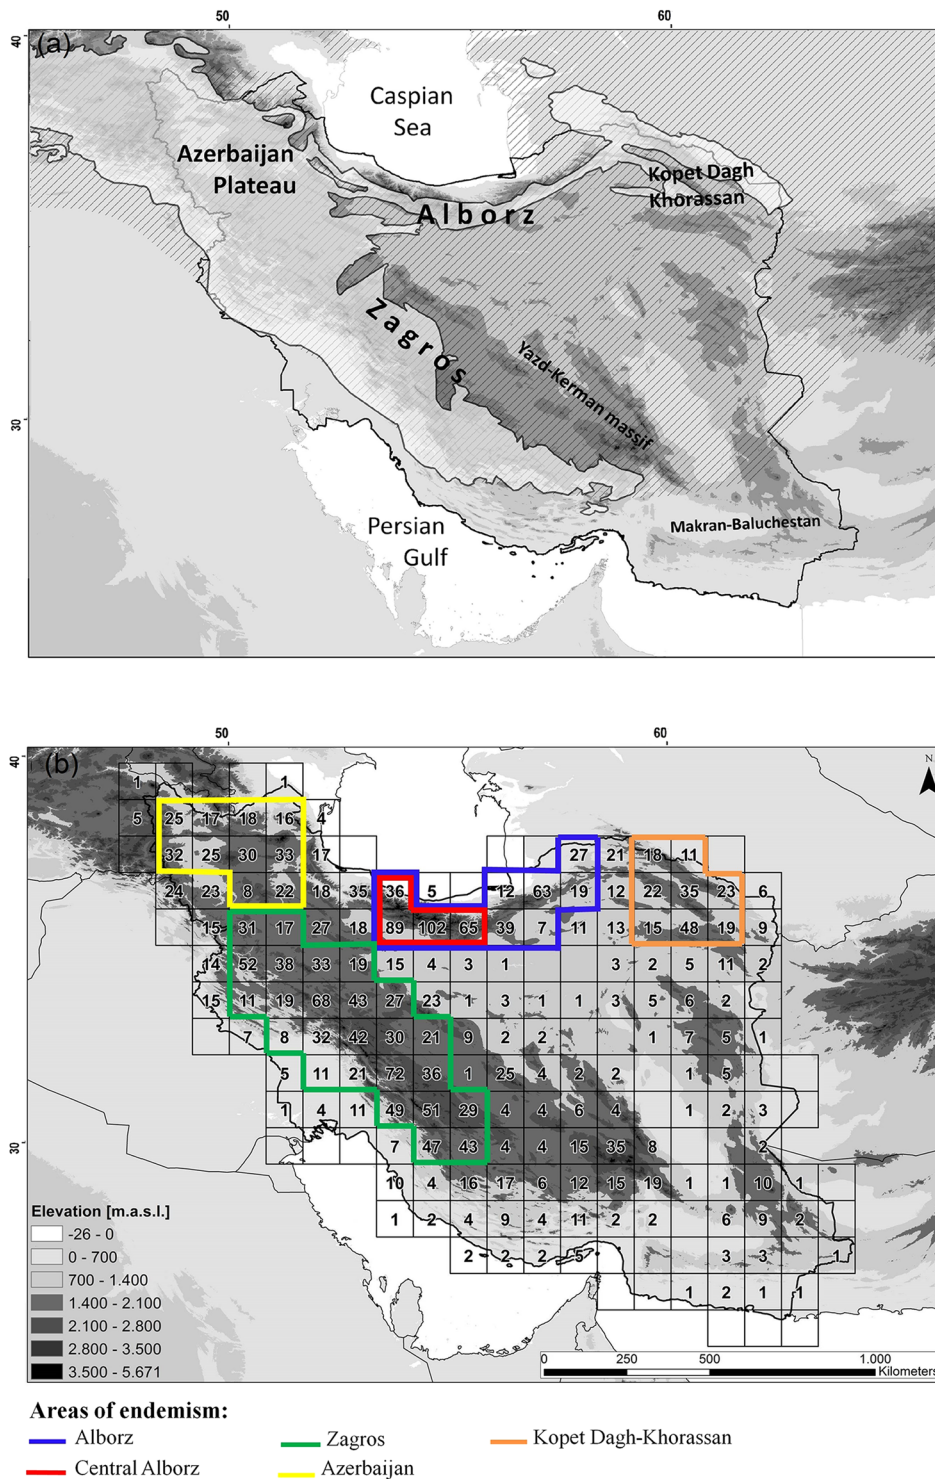 50 60
40
(a)
Caspian
Sea
Azerbaijan
Plateau
Kopet Dagh
Khorassan
Alborz
Zagros
Yazd-Kerman massif
30
Persian
Gulf
Makran-Baluchestan
50 60
40
(b)
N
1 1
5 25 17 18 16 4
32 25 30 33 17 27 21 18 11
24 23 8 22 18 35 36 5 12 63 19 12 22 35 23 6
15 31 17 27 18 89 102 65 39 7 11 13 15 48 19 9
14 52 38 33 19 15 4 3 1 3 2 5 11 2
15 11 19 68 43 27 23 1 3 1 1 3 5 6 2
7 8 32 42 30 21 9 2 2 1 7 5 1
5 11 21 72 36 1 25 4 2 2 1 5
1 4 11 49 51 29 4 4 6 4 1 2 3
30
7 47 43 4 4 15 35 8 2
10 4 16 17 6 12 15 19 1 1 10 1
1 2 4 9 4 11 2 2 6 9 2
2 2 2 5 3 3 1
1 2 1 1
Elevation [m.a.s.l.]
-26 - 0
0 - 700
700 - 1.400
1.400 - 2.100
2.100 - 2.800
2.800 - 3.500
3.500 - 5.671
0 250 500 1.000
Kilometers
Areas of endemism:
Alborz Zagros Kopet Dagh-Khorassan
Central Alborz Azerbaijan